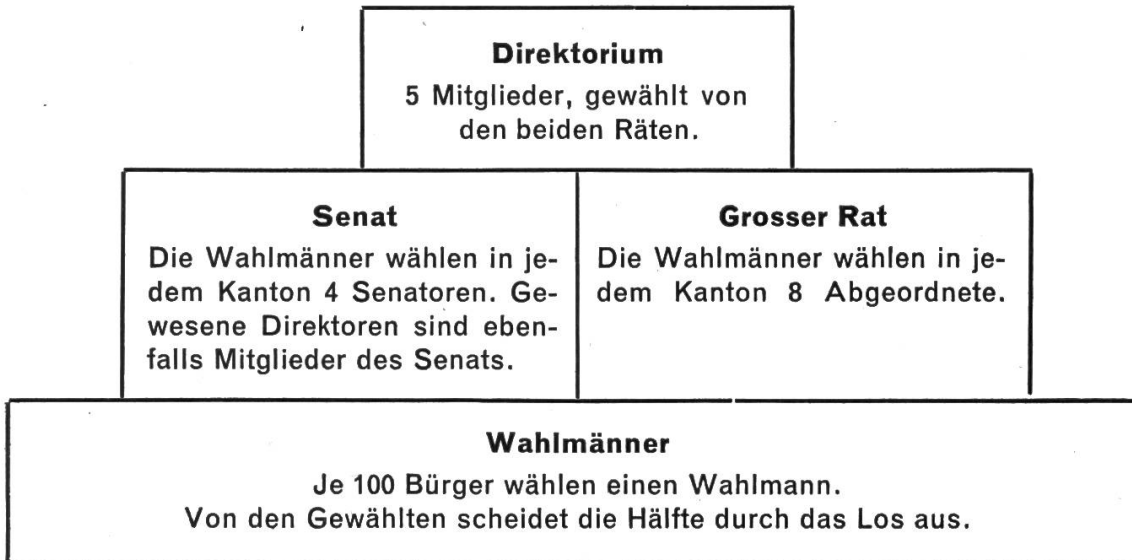 Direktorium
5 Mitglieder, gewählt von
den beiden Räten.
Senat
Die Wahlmänner wählen in je-
dem Kanton 4 Senatoren. Ge-
wesene Direktoren sind eben-
falls Mitglieder des Senats.
Grosser Rat
Die Wahlmänner wählen in je-
dem Kanton 8 Abgeordnete.
Wahlmänner
Je 100 Bürger wählen einen Wahlmann.
Von den Gewählten scheidet die Hälfte durch das Los aus.